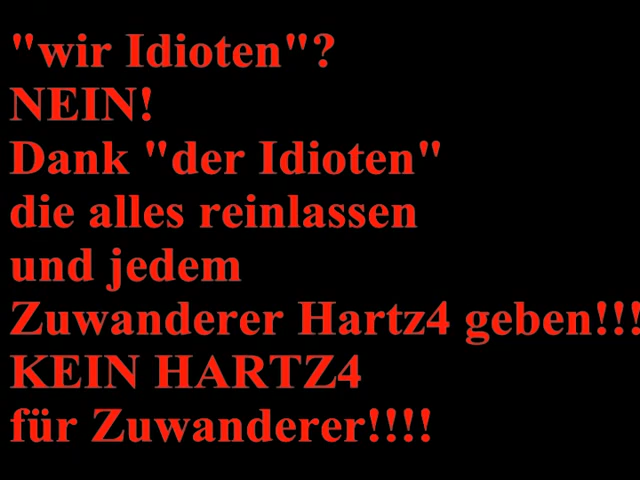 "wir Idioten"?
NEIN!
Dank "der Idioten"
die alles reinlassen
und jedem
Zuwanderer Hartz4 geben!!!
KEIN HARTZ4
für Zuwanderer!!!!